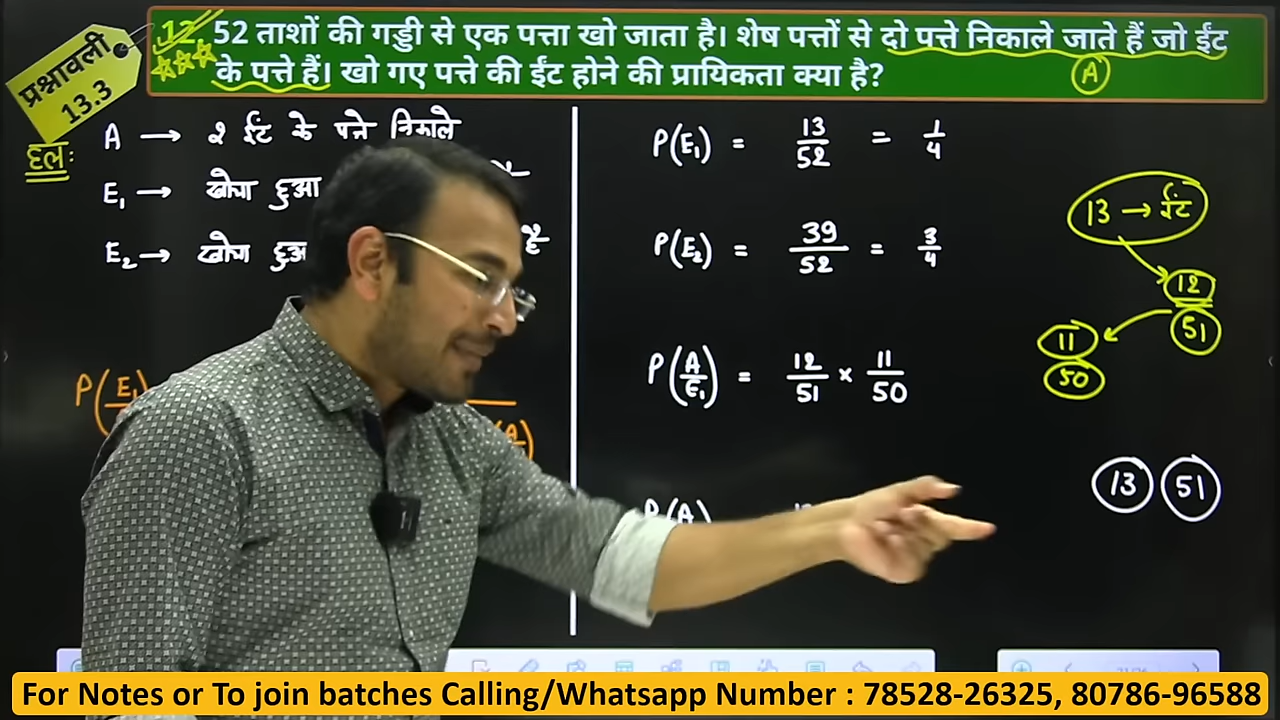 प्रश्नावली
13.3
12. 52 ताशों की गड्डी से एक पत्ता खो जाता है। शेष पत्तों से दो पत्ते निकाले जाते हैं जो ईंट
के पत्ते हैं। खो गए पत्ते की ईंट होने की प्रायिकता क्या है?
A
हलः
A → 2 ईंट के पत्ते निकाले
E₁ → खोया हुआ
E₂ → खोया हुआ है
P(E₁
P(E₁) = 13/52 = 1/4
P(E₂) = 39/52 = 3/4
P(A/E₁) = 12/51 × 11/50
P(A
13 → ईंट
12
51
11
50
13 51
For Notes or To join batches Calling/Whatsapp Number : 78528-26325, 80786-96588